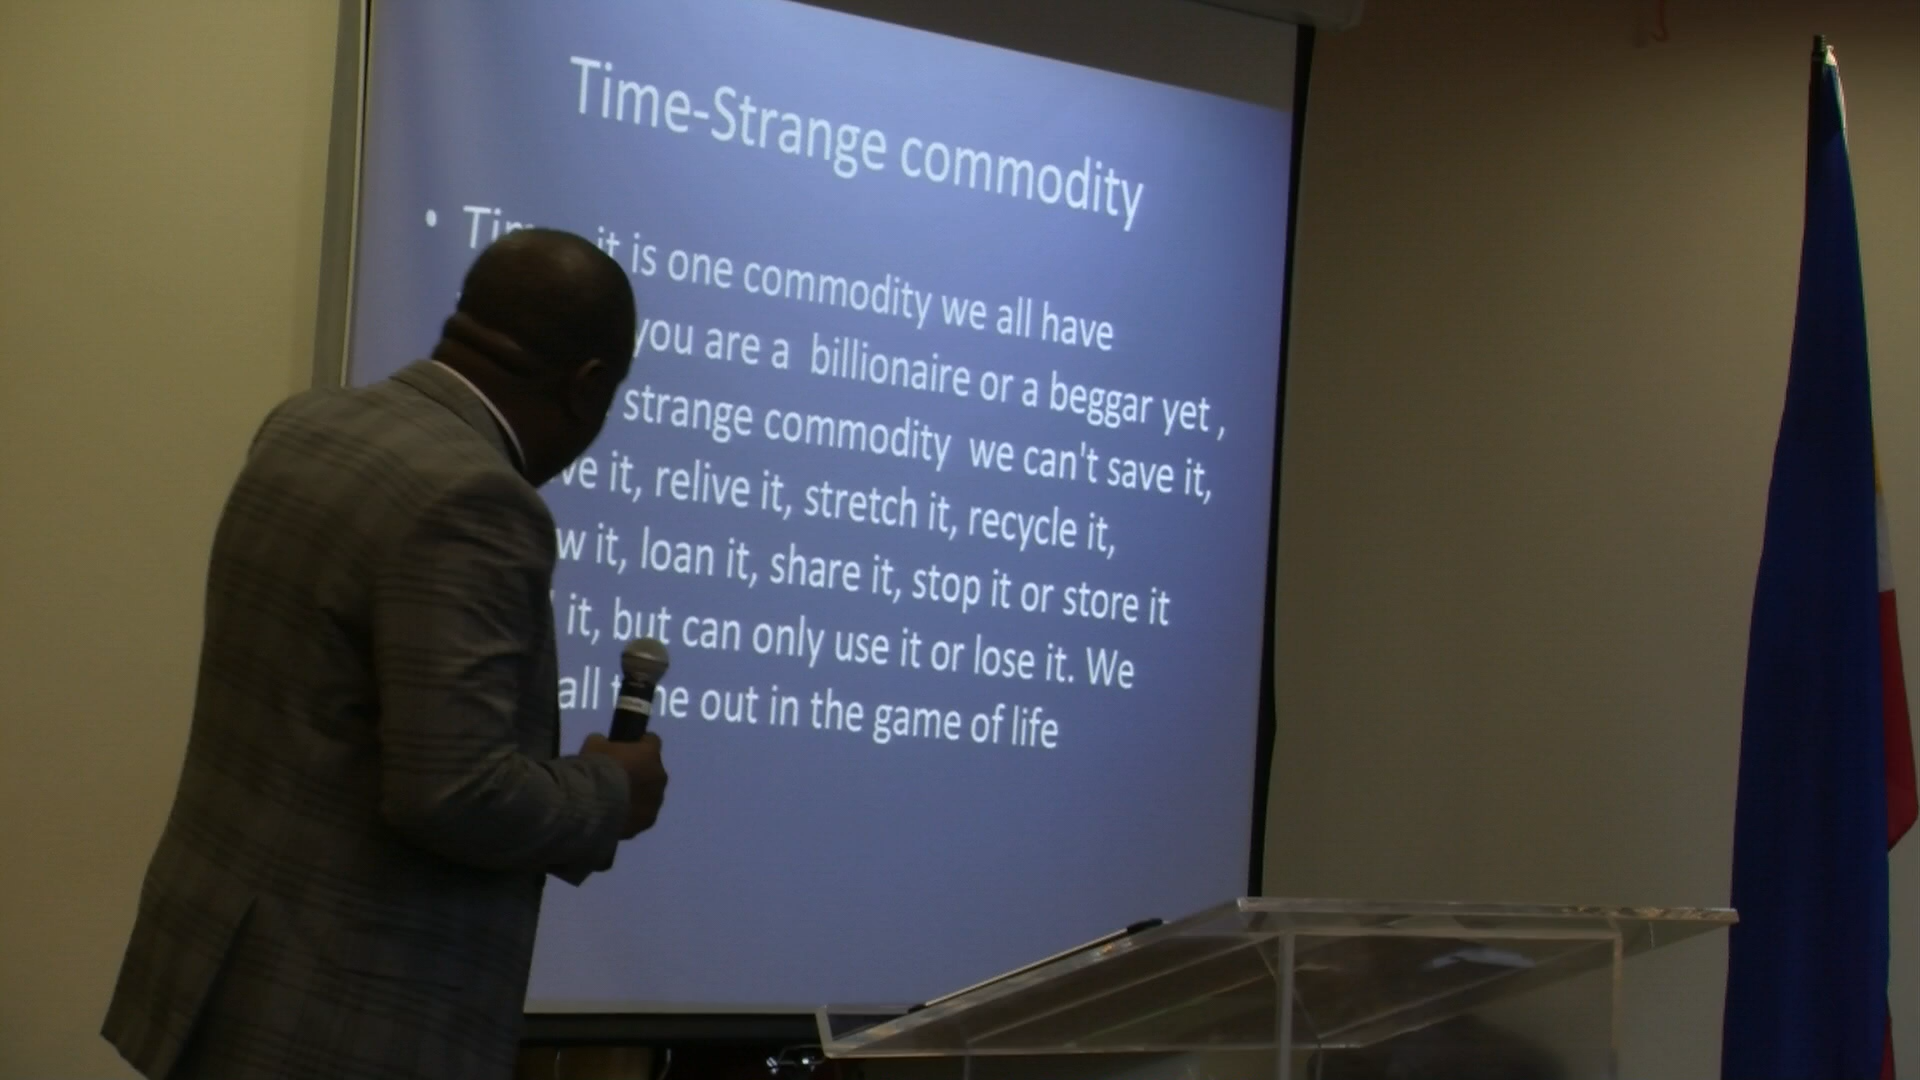 Time-Strange commodity
• it is one commodity we all have
you are a billionaire or a beggar yet ,
strange commodity we can't save it,
it, relive it, stretch it, recycle it,
it, loan it, share it, stop it or store it
it, but can only use it or lose it. We
all out in the game of life